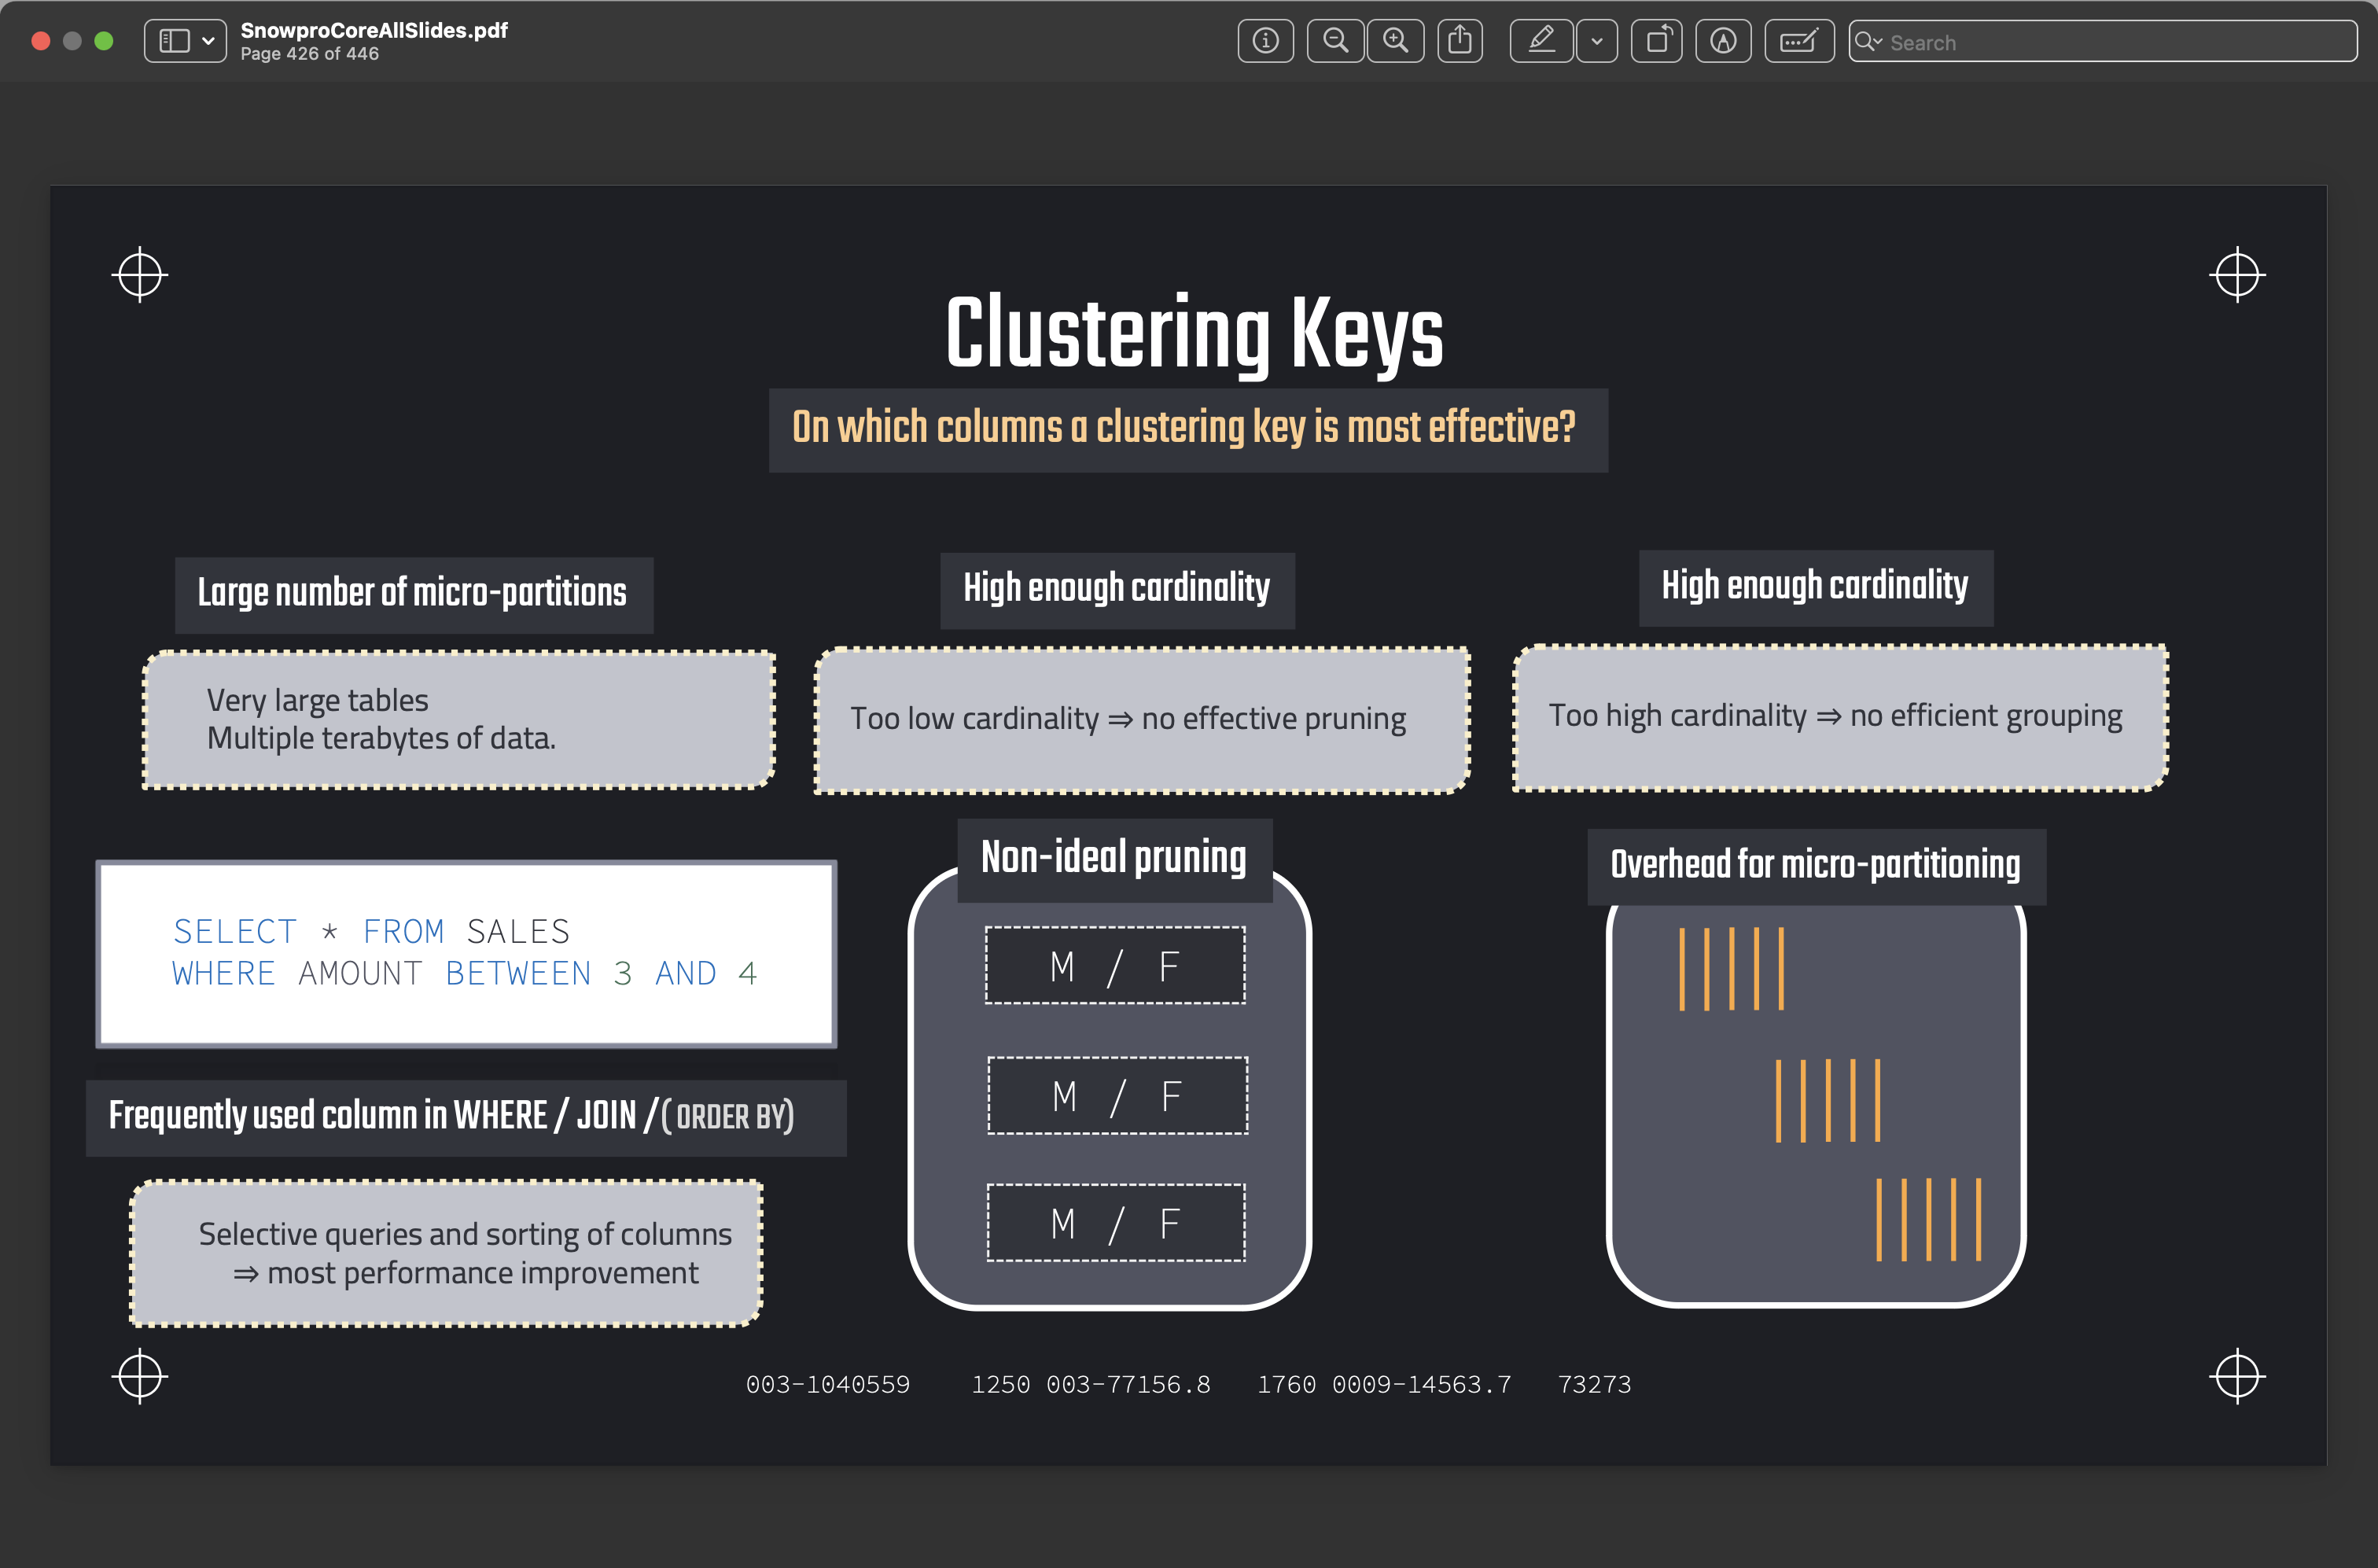 SnowproCoreAllSlides.pdf
Page 426 of 446
Search
Clustering Keys
On which columns a clustering key is most effective?
Large number of micro-partitions
Very large tables
Multiple terabytes of data.
SELECT * FROM SALES
WHERE AMOUNT BETWEEN 3 AND 4
Frequently used column in WHERE / JOIN /( ORDER BY)
Selective queries and sorting of columns
⇒ most performance improvement
High enough cardinality
Too low cardinality ⇒ no effective pruning
Non-ideal pruning
M / F
M / F
M / F
High enough cardinality
Too high cardinality ⇒ no efficient grouping
Overhead for micro-partitioning
003-1040559 1250 003-77156.8 1760 0009-14563.7 73273